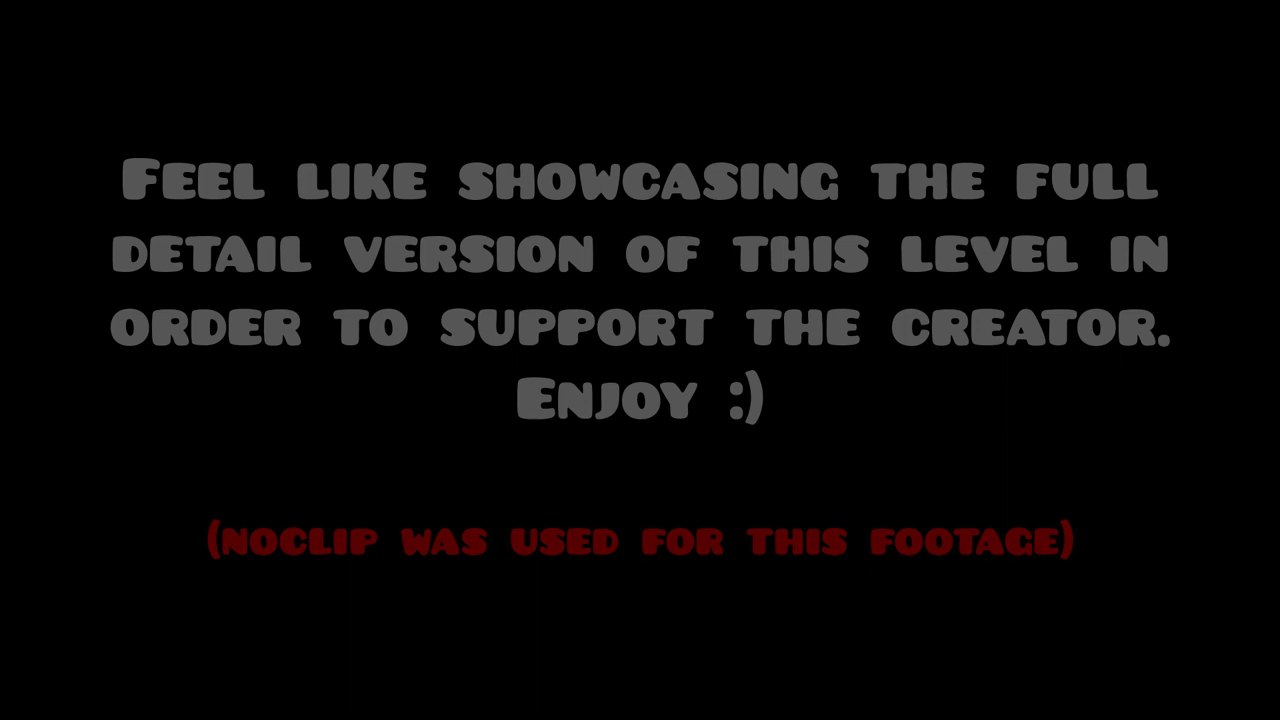 Feel like showcasing the full
detail version of this level in
order to support the creator.
Enjoy :)
(noclip was used for this footage)